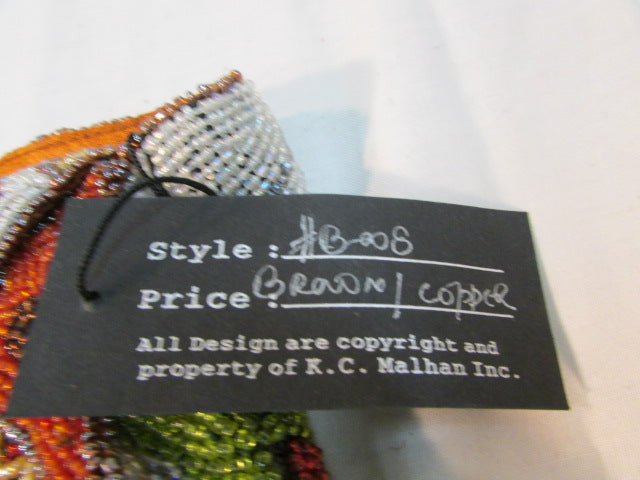 Style : #B-008
Price : BROWN / COPPER
All Design are copyright and
property of K.C. Malhan Inc.